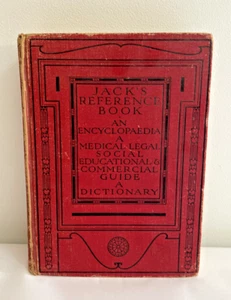 JACK'S
REFERENCE
BOOK
AN
ENCYCLOPAEDIA
A
MEDICAL LEGAL
SOCIAL
EDUCATIONAL &
COMMERCIAL
GUIDE
A
DICTIONARY